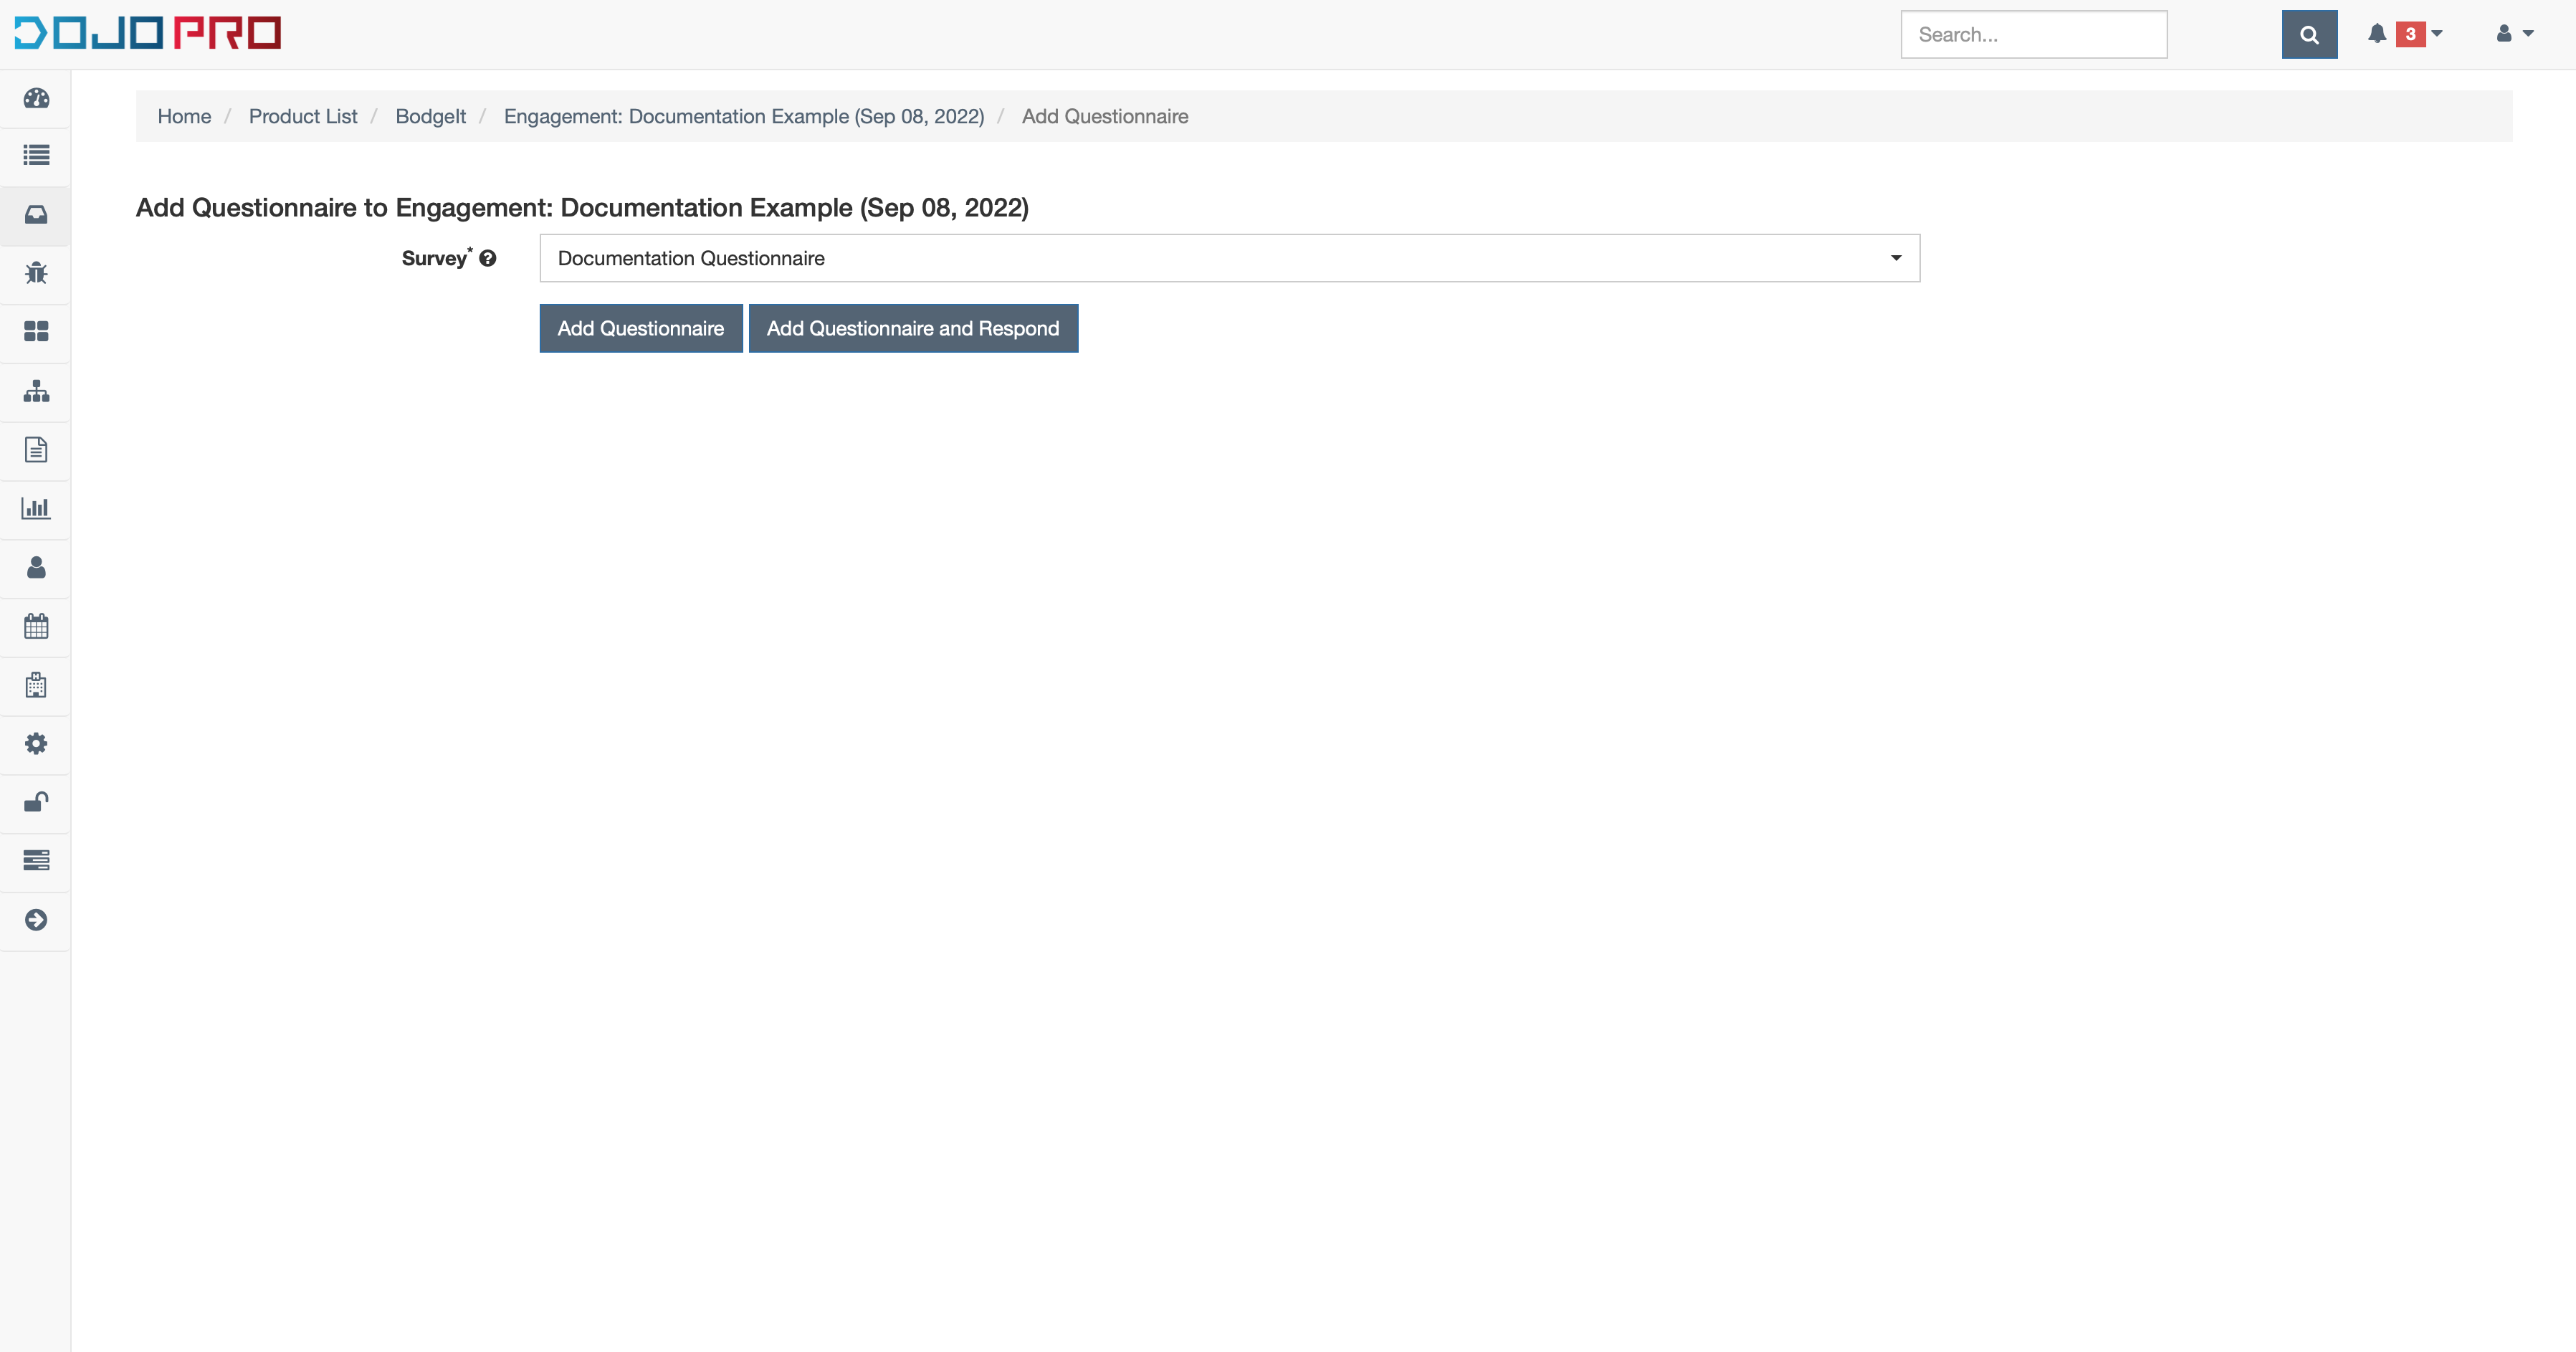 DOJO PRO
Search...
3
Home / Product List / BodgeIt / Engagement: Documentation Example (Sep 08, 2022) / Add Questionnaire
Add Questionnaire to Engagement: Documentation Example (Sep 08, 2022)
Survey*
Documentation Questionnaire
Add Questionnaire
Add Questionnaire and Respond